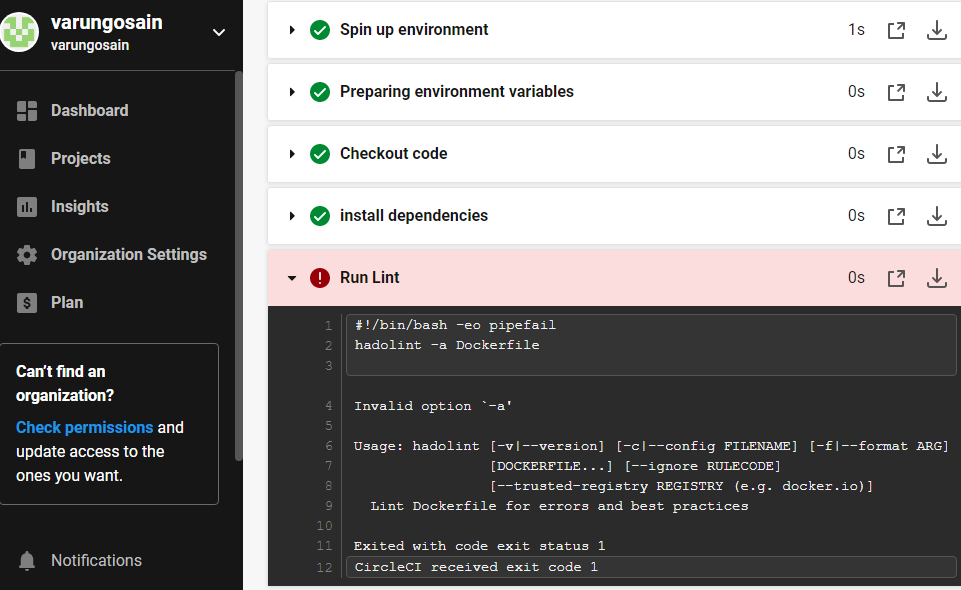 varungosain
varungosain
Dashboard
Projects
Insights
Organization Settings
Plan
Can't find an
organization?
Check permissions and
update access to the
ones you want.
Notifications
Spin up environment 1s
Preparing environment variables 0s
Checkout code 0s
install dependencies 0s
Run Lint 0s
1 #!/bin/bash -eo pipefail
2 hadolint -a Dockerfile
3
4 Invalid option `-a'
5
6 Usage: hadolint [-v|--version] [-c|--config FILENAME] [-f|--format ARG]
7 [DOCKERFILE...] [--ignore RULECODE]
8 [--trusted-registry REGISTRY (e.g. docker.io)]
9 Lint Dockerfile for errors and best practices
10
11 Exited with code exit status 1
12 CircleCI received exit code 1